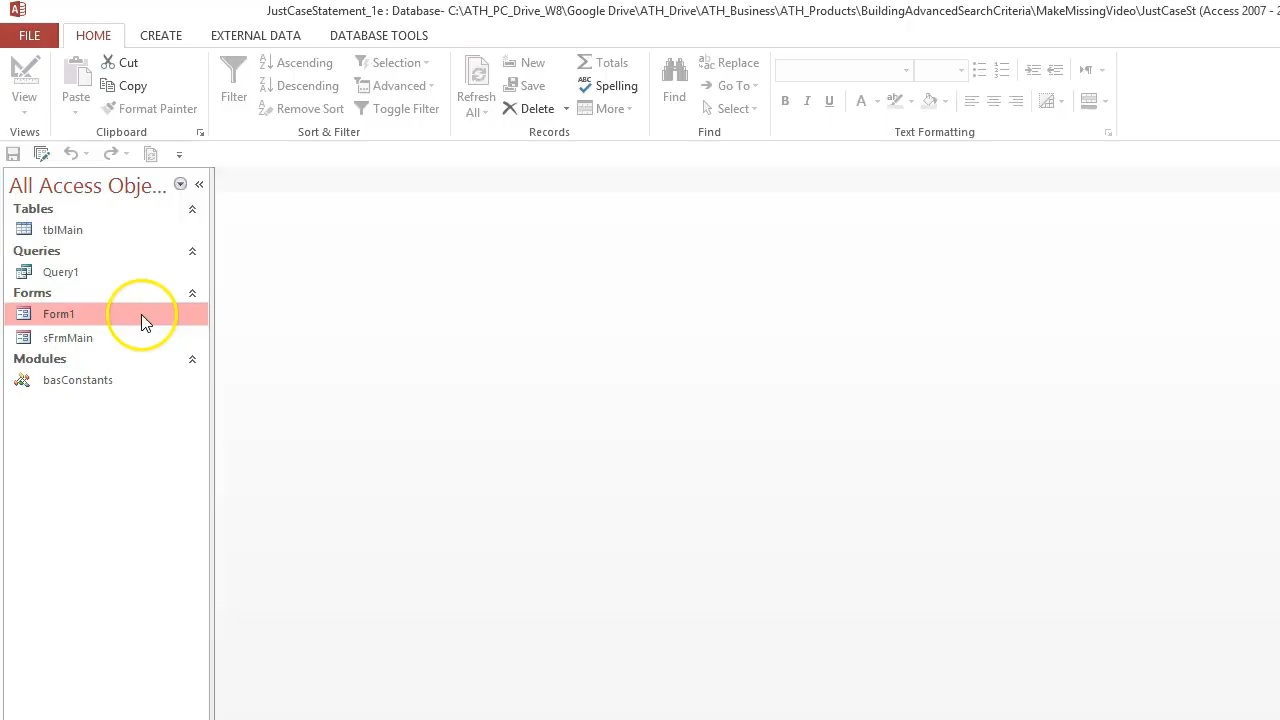 JustCaseStatement_1e : Database- C:\ATH_PC_Drive_W8\Google Drive\ATH_Drive\ATH_Business\ATH_Products\BuildingAdvancedSearchCriteria\MakeMissingVideo\JustCaseSt (Access 2007 - 2
FILE HOME CREATE EXTERNAL DATA DATABASE TOOLS
Cut Ascending Selection New Totals Replace
View Paste Copy Filter Descending Advanced Refresh All Save Spelling Find Go To B I U A
Format Painter Remove Sort Toggle Filter Delete More Select
Views Clipboard Sort & Filter Records Find Text Formatting
All Access Obje...
Tables
tblMain
Queries
Query1
Forms
Form1
sFrmMain
Modules
basConstants